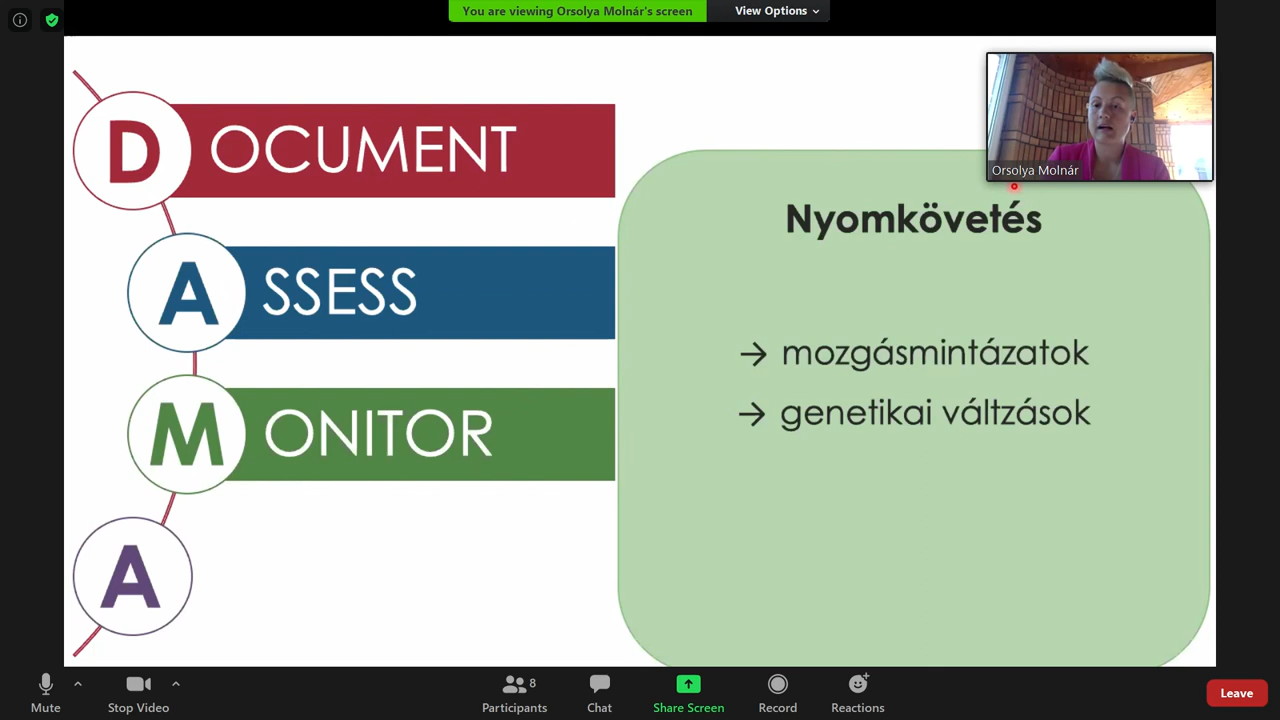 You are viewing Orsolya Molnár's screen
View Options
DOCUMENT
ASSESS
MONITOR
A
Orsolya Molnár
Nyomkövetés
→ mozgásmintázatok
→ genetikai váltzások
Mute
Stop Video
Participants
8
Chat
Share Screen
Record
Reactions
Leave